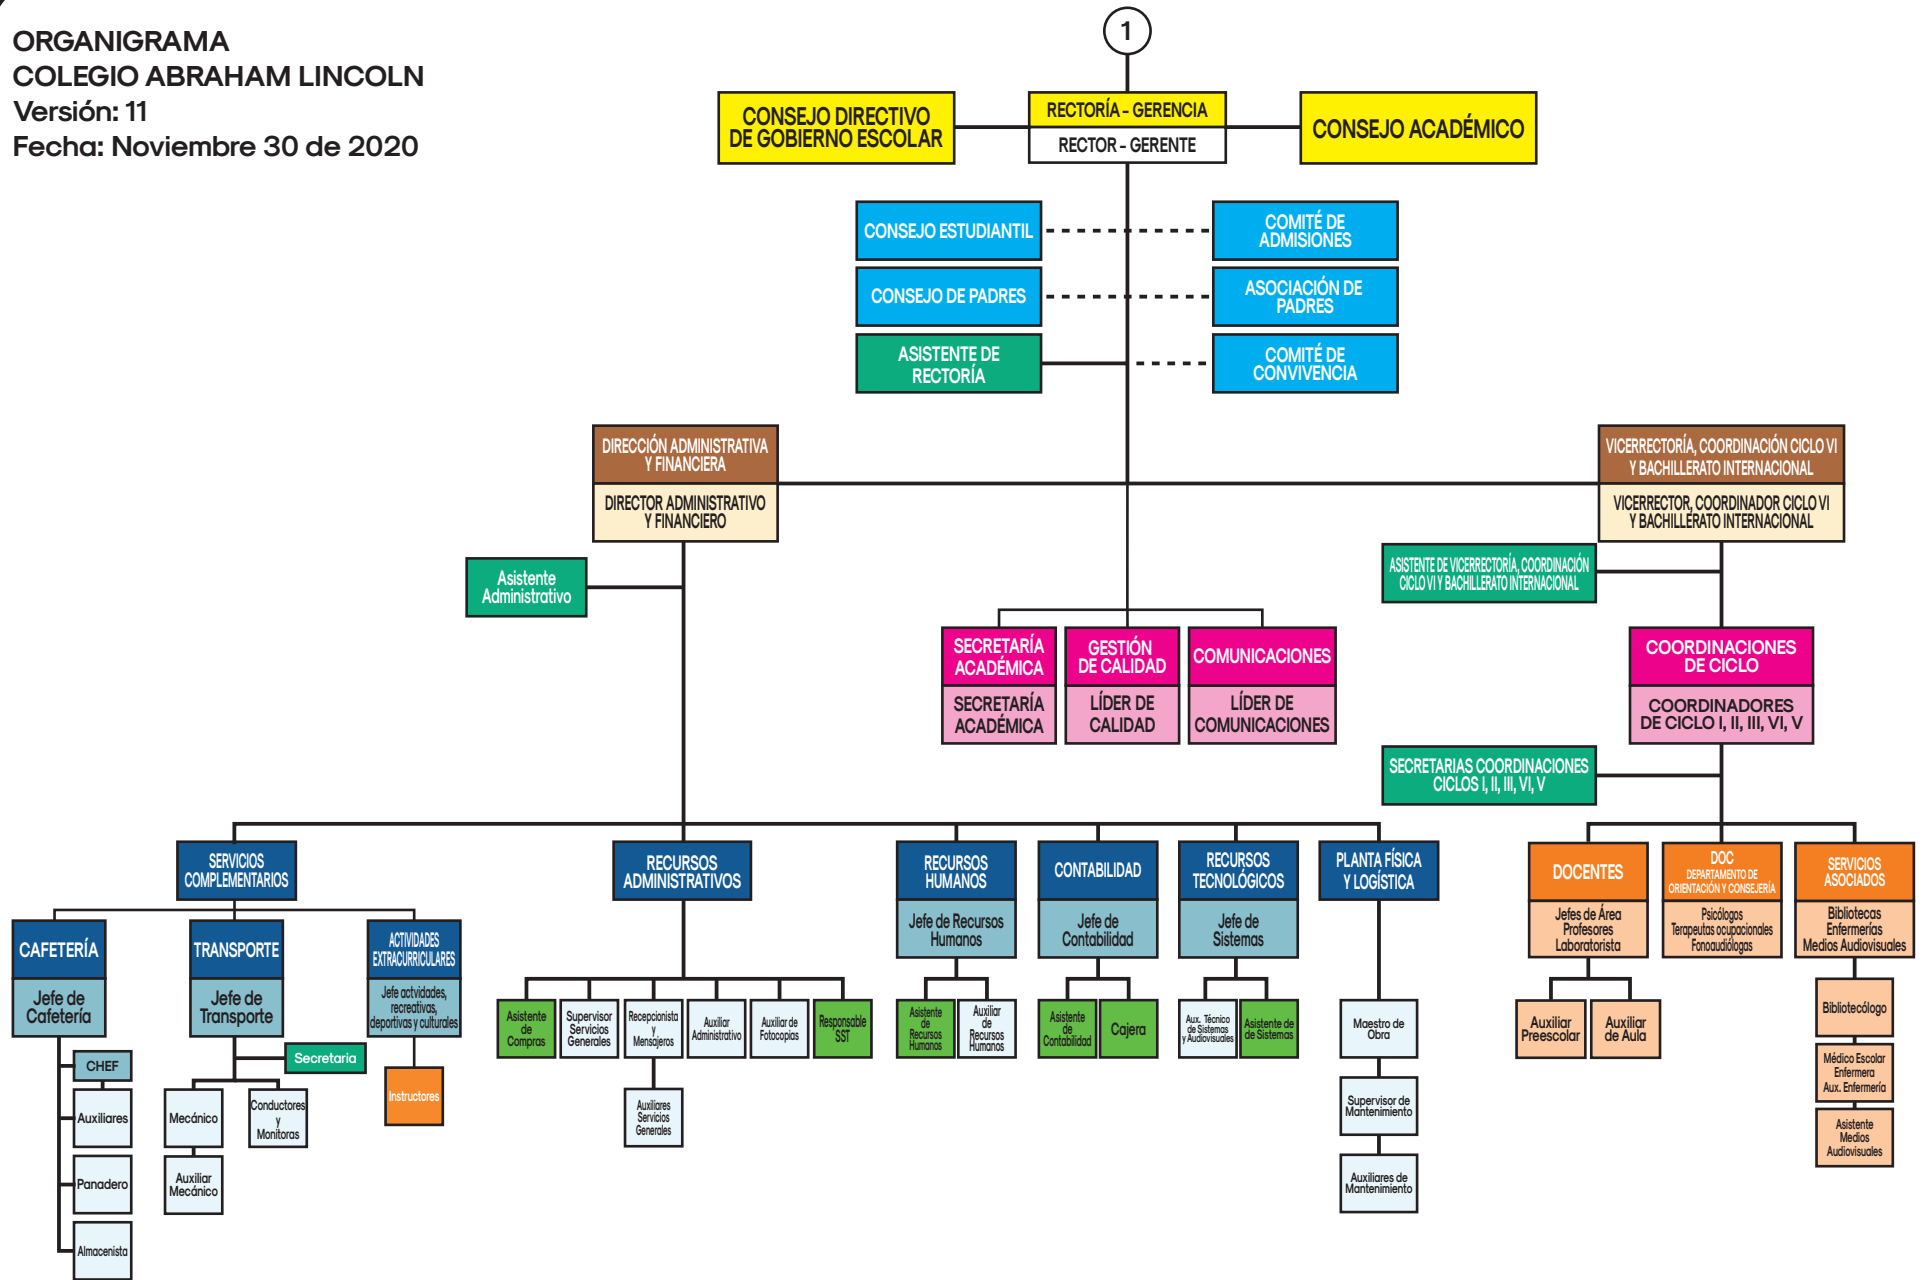 ORGANIGRAMA
COLEGIO ABRAHAM LINCOLN
Versión: 11
Fecha: Noviembre 30 de 2020
1
CONSEJO DIRECTIVO
DE GOBIERNO ESCOLAR
RECTORÍA - GERENCIA
RECTOR - GERENTE
CONSEJO ACADÉMICO
CONSEJO ESTUDIANTIL
COMITÉ DE
ADMISIONES
CONSEJO DE PADRES
ASOCIACIÓN DE
PADRES
ASISTENTE DE
RECTORÍA
COMITÉ DE
CONVIVENCIA
DIRECCIÓN ADMINISTRATIVA
Y FINANCIERA
DIRECTOR ADMINISTRATIVO
Y FINANCIERO
VICERRECTORÍA, COORDINACIÓN CICLO VI
Y BACHILLERATO INTERNACIONAL
VICERRECTOR, COORDINADOR CICLO VI
Y BACHILLERATO INTERNACIONAL
Asistente
Administrativo
ASISTENTE DE VICERRECTORÍA, COORDINACIÓN
CICLO VI Y BACHILLERATO INTERNACIONAL
SECRETARÍA
ACADÉMICA
SECRETARÍA
ACADÉMICA
GESTIÓN
DE CALIDAD
LÍDER DE
CALIDAD
COMUNICACIONES
LÍDER DE
COMUNICACIONES
COORDINACIONES
DE CICLO
COORDINADORES
DE CICLO I, II, III, VI, V
SECRETARIAS COORDINACIONES
CICLOS I, II, III, VI, V
SERVICIOS
COMPLEMENTARIOS
RECURSOS
ADMINISTRATIVOS
RECURSOS
HUMANOS
Jefe de Recursos
Humanos
CONTABILIDAD
Jefe de
Contabilidad
RECURSOS
TECNOLÓGICOS
Jefe de
Sistemas
PLANTA FÍSICA
Y LOGÍSTICA
DOCENTES
Jefes de Área
Profesores
Laboratorista
DOC
DEPARTAMENTO DE
ORIENTACIÓN Y CONSEJERÍA
Psicólogos
Terapeutas ocupacionales
Fonoaudiólogas
SERVICIOS
ASOCIADOS
Bibliotecas
Enfermerías
Medios Audiovisuales
CAFETERÍA
Jefe de
Cafetería
TRANSPORTE
Jefe de
Transporte
ACTIVIDADES
EXTRACURRICULARES
Jefe actvidades,
recreativas,
deportivas y culturales
CHEF
Auxiliares
Panadero
Almacenista
Secretaria
Mecánico
Conductores
y
Monitoras
Auxiliar
Mecánico
Instructores
Asistente
de
Compras
Supervisor
Servicios
Generales
Recepcionista
y
Mensajeros
Auxiliar
Administrativo
Auxiliar de
Fotocopias
Responsable
SST
Auxiliares
Servicios
Generales
Asistente
de
Recursos
Humanos
Auxiliar
de
Recursos
Humanos
Asistente
de
Contabilidad
Cajera
Aux. Técnico
de Sistemas
y Audiovisuales
Asistente de
de Sistemas
Maestro de
Obra
Supervisor de
Mantenimiento
Auxiliares de
Mantenimiento
Auxiliar
Preescolar
Auxiliar
de Aula
Bibliotecólogo
Médico Escolar
Enfermera
Aux. Enfermería
Asistente
Medios
Audiovisuales